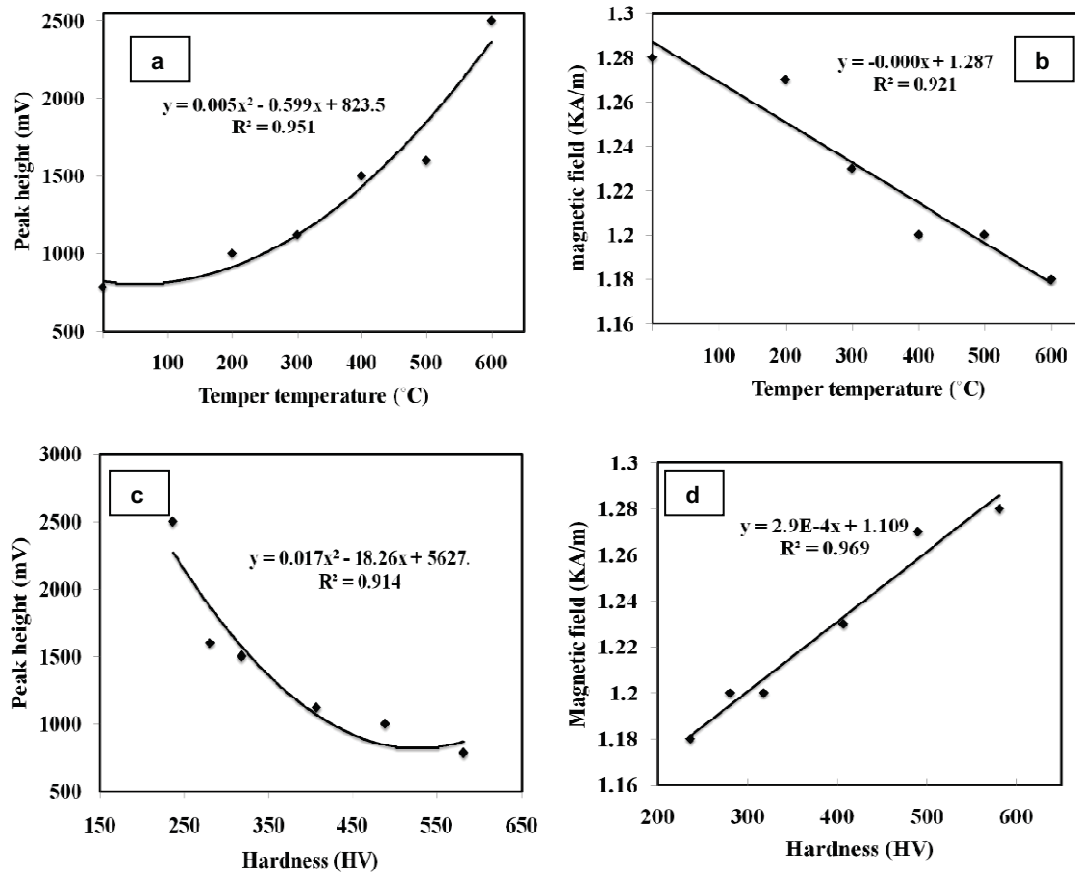 a
y = 0.005x² - 0.599x + 823.5
R² = 0.951
Peak height (mV)
2500
2000
1500
1000
500
100 200 300 400 500 600
Temper temperature (°C)
b
y = -0.000x + 1.287
R² = 0.921
magnetic field (KA/m)
1.3
1.28
1.26
1.24
1.22
1.2
1.18
1.16
100 200 300 400 500 600
Temper temperature (°C)
c
y = 0.017x² - 18.26x + 5627.
R² = 0.914
Peak height (mV)
3000
2500
2000
1500
1000
500
150 250 350 450 550 650
Hardness (HV)
d
y = 2.9E-4x + 1.109
R² = 0.969
Magnetic field (KA/m)
1.3
1.28
1.26
1.24
1.22
1.2
1.18
1.16
200 300 400 500 600
Hardness (HV)